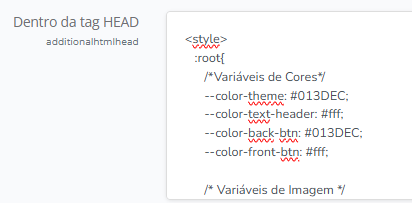 Dentro da tag HEAD
additionalhtmlhead
<style>
:root{
/*Variáveis de Cores*/
--color-theme: #013DEC;
--color-text-header: #fff;
--color-back-btn: #013DEC;
--color-front-btn: #fff;
/* Variáveis de Imagem */